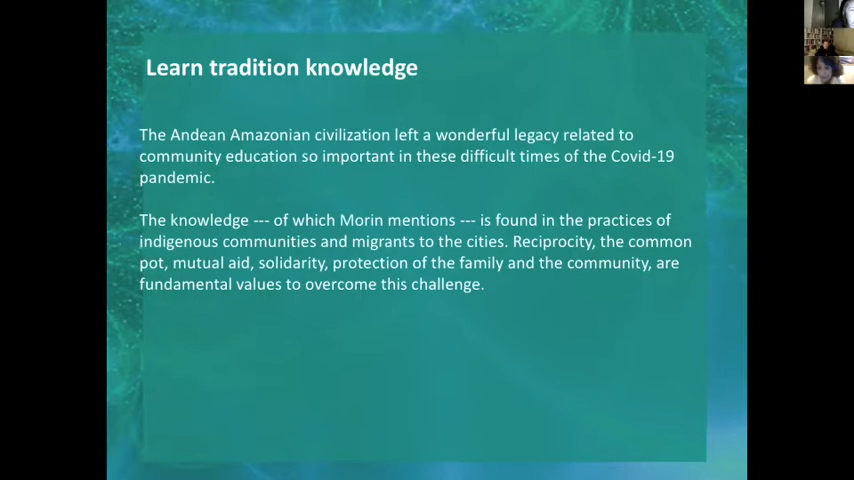 Learn tradition knowledge
The Andean Amazonian civilization left a wonderful legacy related to
community education so important in these difficult times of the Covid-19
pandemic.
The knowledge --- of which Morin mentions --- is found in the practices of
indigenous communities and migrants to the cities. Reciprocity, the common
pot, mutual aid, solidarity, protection of the family and the community, are
fundamental values to overcome this challenge.